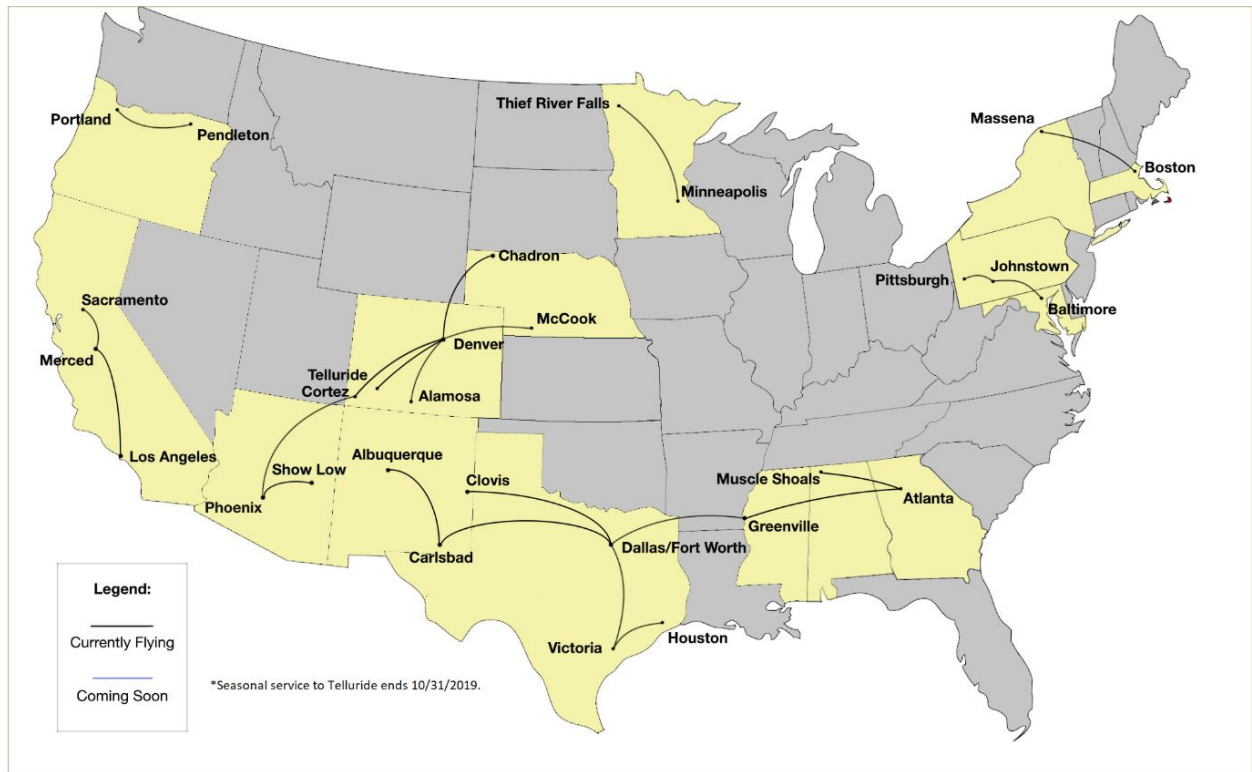 Thief River Falls
Massena
Portland
Pendleton
Boston
Minneapolis
Chadron
Johnstown
Pittsburgh
Sacramento
Baltimore
McCook
Denver
Merced
Telluride
Cortez
Alamosa
Albuquerque
Los Angeles
Show Low
Clovis
Muscle Shoals
Atlanta
Phoenix
Greenville
Carlsbad
Dallas/Fort Worth
Houston
Victoria
Legend:
Currently Flying
Coming Soon
*Seasonal service to Telluride ends 10/31/2019.